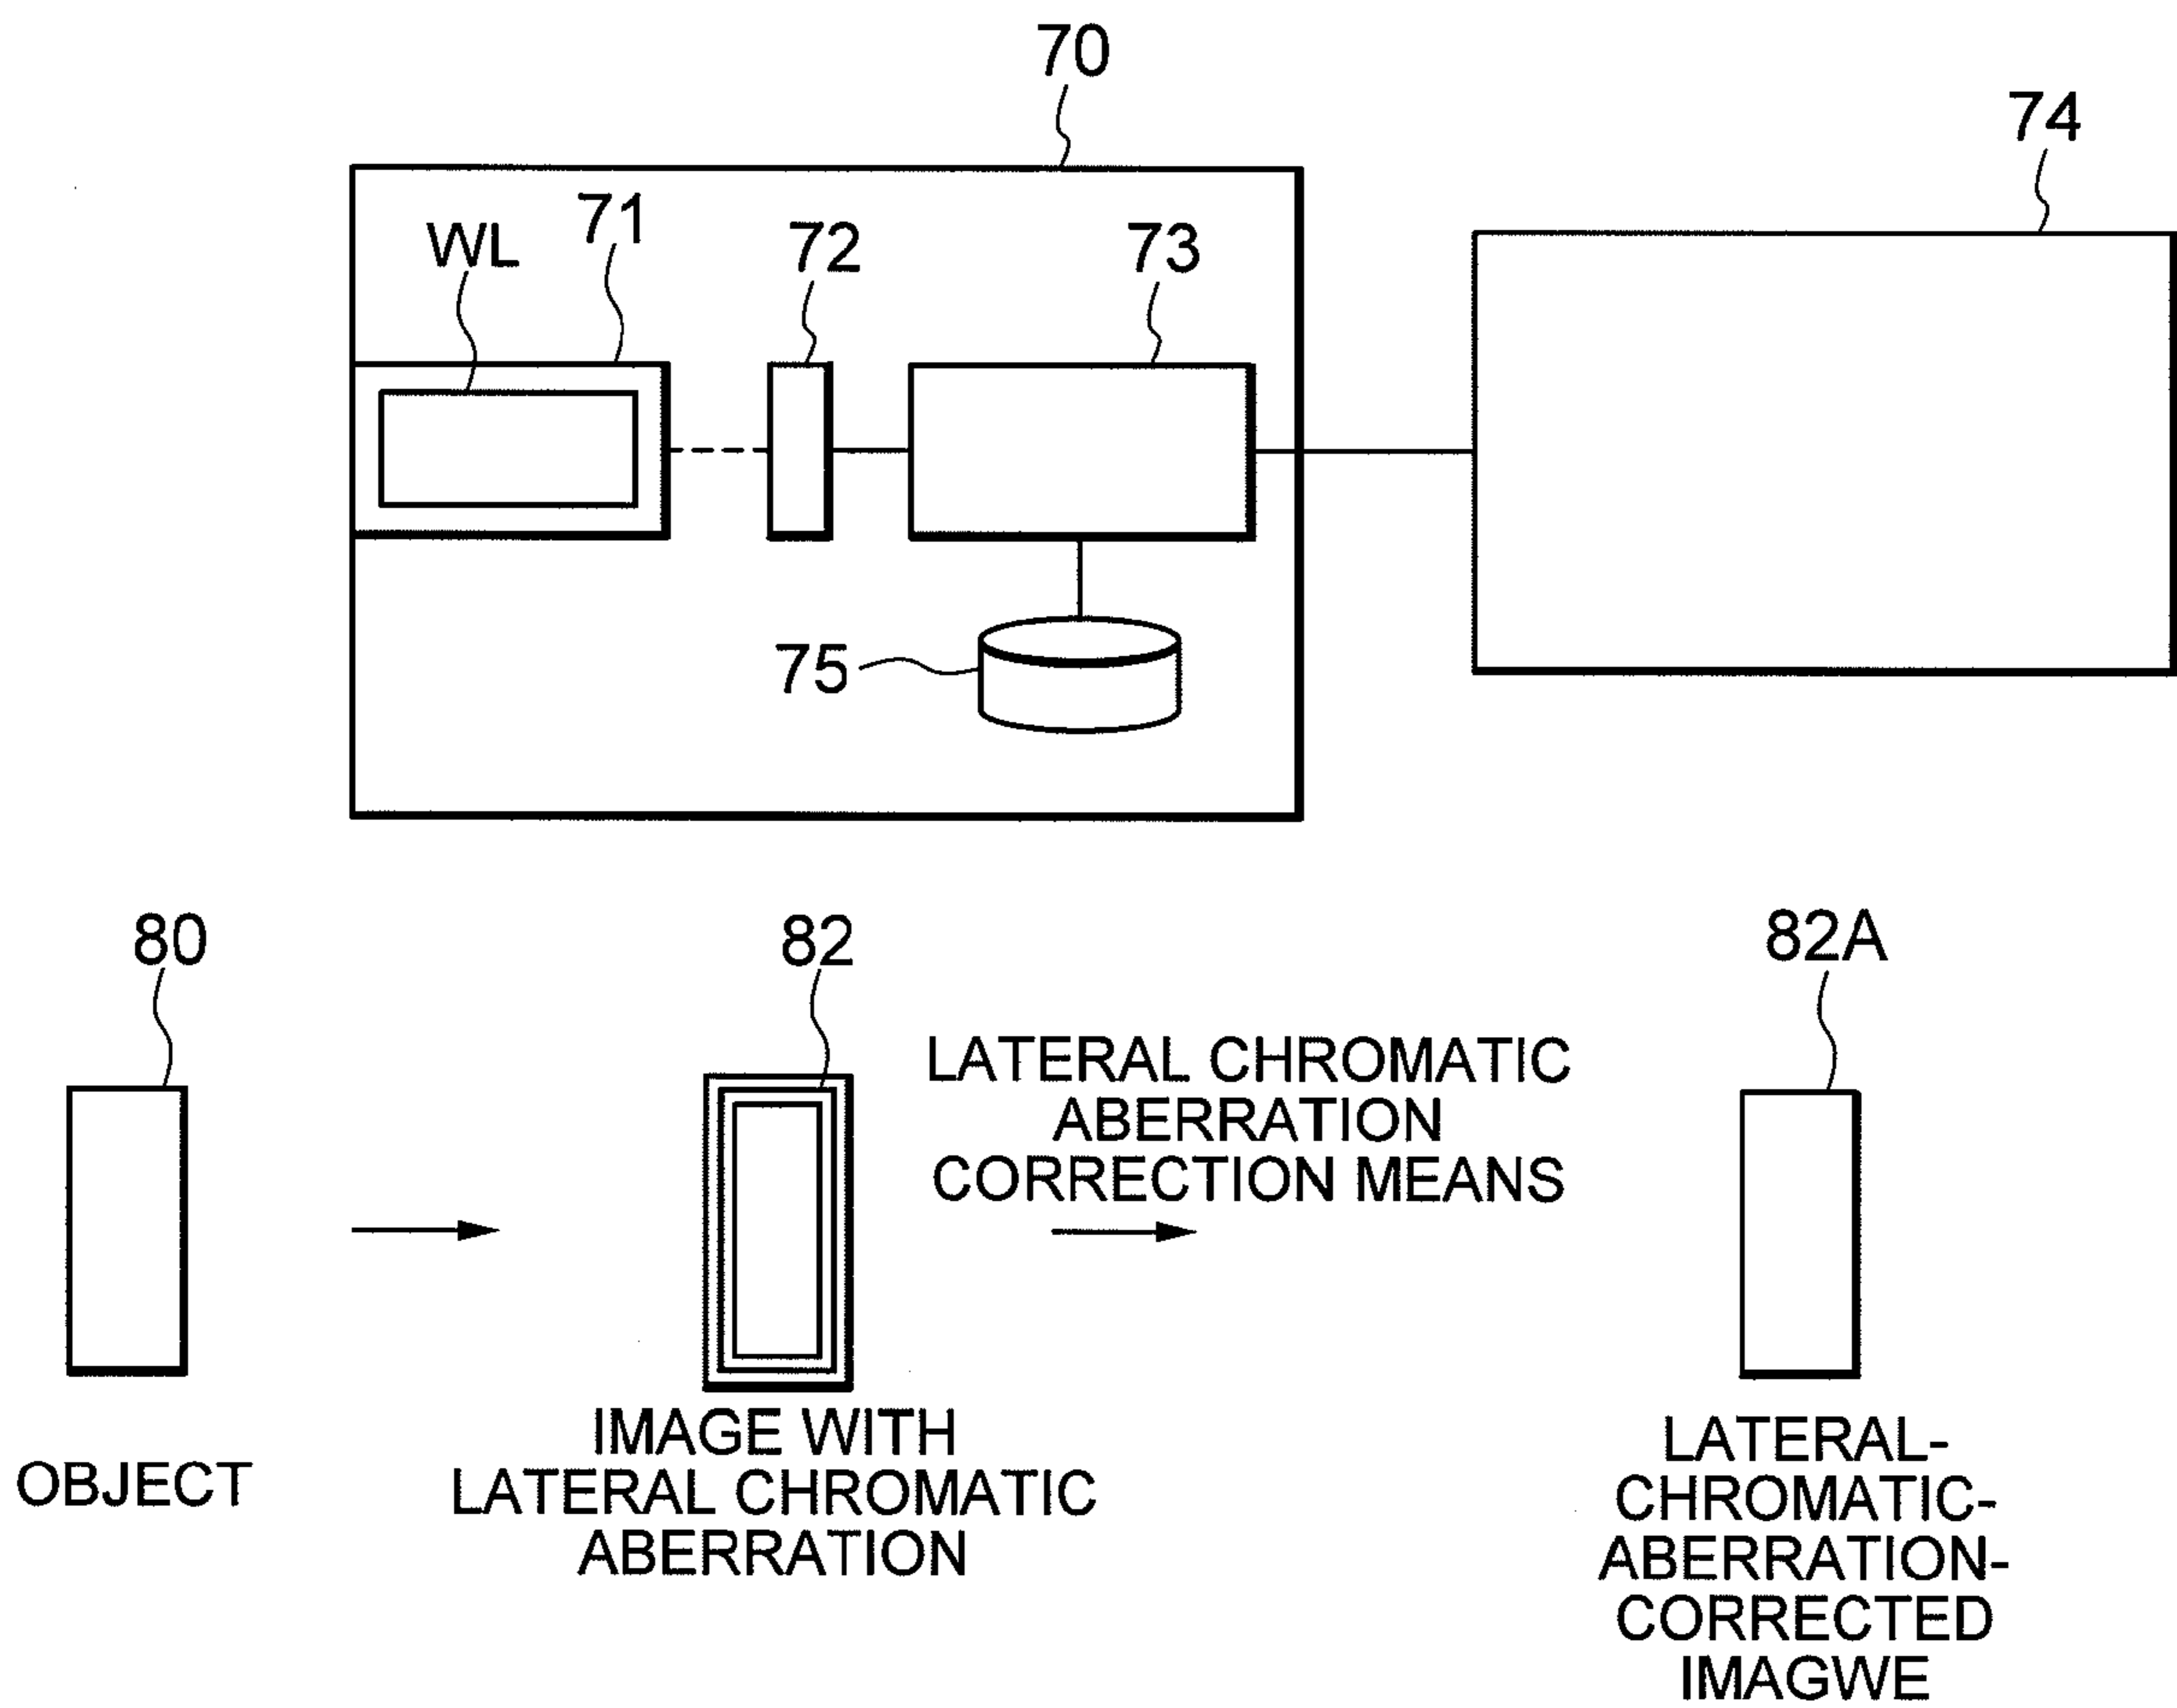 70
74
71
WL
72
73
75
80
82
82A
LATERAL CHROMATIC
ABERRATION
CORRECTION MEANS
OBJECT
IMAGE WITH
LATERAL CHROMATIC
ABERRATION
LATERAL-
CHROMATIC-
ABERRATION-
CORRECTED
IMAGWE